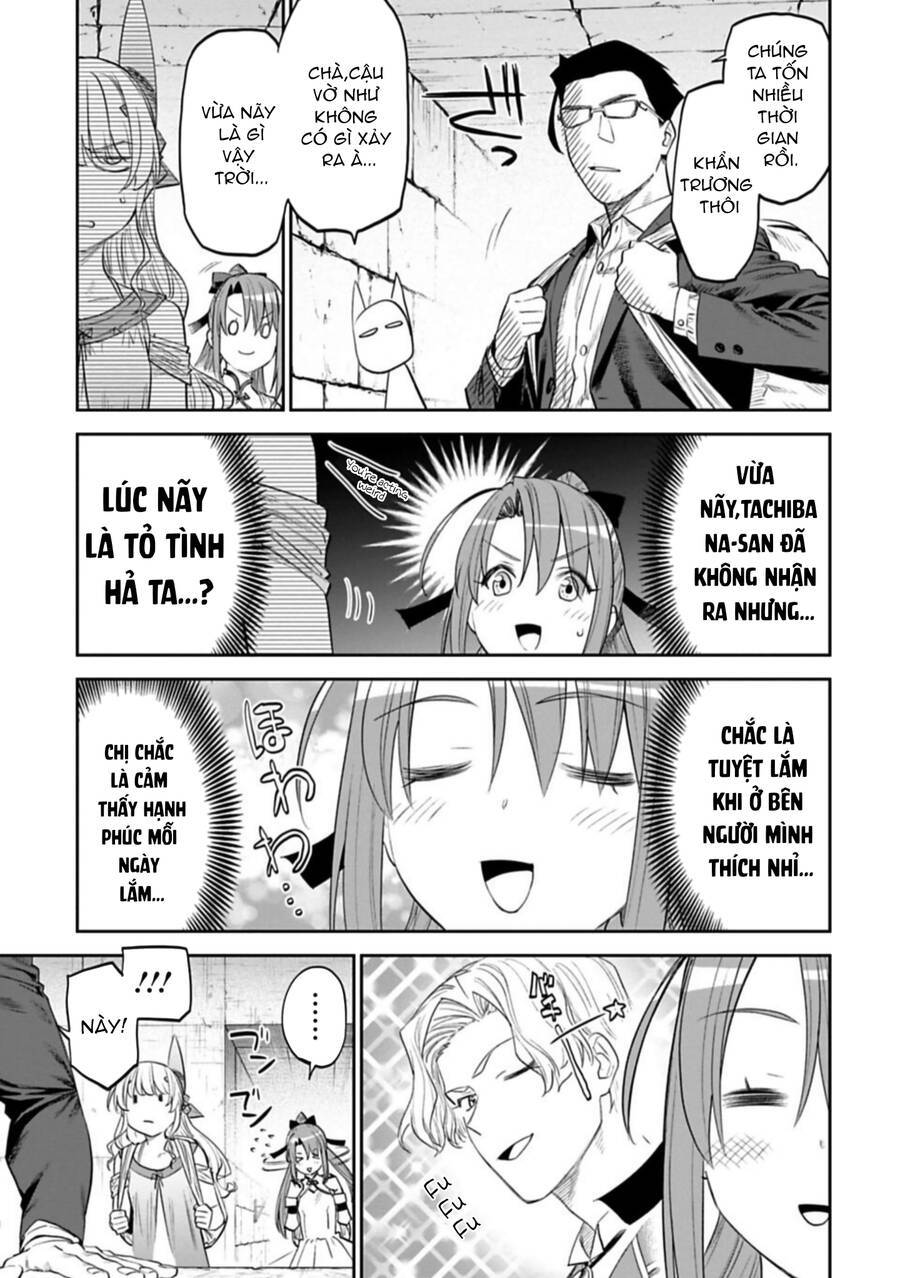 CHÚNG
TA TỐN
NHIỀU
THỜI
GIAN
RỒI.
KHẨN
TRƯƠNG
THÔI
CHÀ,CẬU
VỜ NHƯ
KHÔNG
CÓ GÌ XẢY
RA À...
VỪA NÃY
LÀ GÌ
VẬY
TRỜI...
VỪA
NÃY,TACHIBA
NA-SAN ĐÃ
KHÔNG NHẬN
RA NHƯNG...
You're acting
weird
LÚC NÃY
LÀ TỎ TÌNH
HẢ TA...?
CHẮC LÀ
TUYỆT LẮM
KHI Ở BÊN
NGƯỜI MÌNH
THÍCH NHỈ...
ほわわ...
CHỊ CHẮC
LÀ CẢM
THẤY HẠNH
PHÚC MỖI
NGÀY
LẮM...
......
ブンブン
!!!
NÀY!